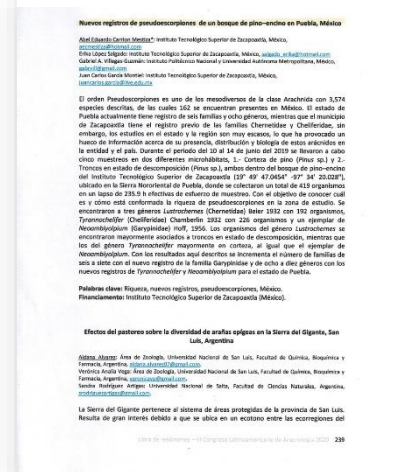 Nuevos registros de pseudoescorpiones de un bosque de pino–encino en Puebla, México
Abel Eduardo Carrion Mestiza*: Instituto Tecnológico Superior de Zacapoaxtla, México,
aecmestiza@hotmail.com
Erika López Salgado: Instituto Tecnológico Superior de Zacapoaxtla, México, salgado_erika@hotmail.com
Gabriel A. Villegas-Guzmán: Instituto Politécnico Nacional y Universidad Autónoma Metropolitana, México,
gabrvill@gmail.com
Juan Carlos García Montiel: Instituto Tecnológico Superior de Zacapoaxtla, México,
juancarlos.garcia@live.edu.mx
El orden Pseudoscorpiones es uno de los mesodiversos de la clase Arachnida con 3,574
especies descritas, de las cuales 162 se encuentran presentes en México. El estado de
Puebla actualmente tiene registro de seis familias y ocho géneros, mientras que el municipio
de Zacapoaxtla tiene el registro previo de las familias Chernetidae y Cheliferidae, sin
embargo, los estudios en el estado y la región son muy escasos, lo que ha provocado un
hueco de información acerca de su presencia, distribución y biología de estos arácnidos en
la entidad y el país. Durante el periodo del 10 al 14 de junio del 2019 se llevaron a cabo
cinco muestreos en dos diferentes microhábitats, 1.- Corteza de pino (Pinus sp.) y 2.-
Troncos en estado de descomposición (Pinus sp.), ambos dentro del bosque de pino–encino
del Instituto Tecnológico Superior de Zacapoaxtla (19° 49' 47.0454" -97° 34' 20.028"),
ubicado en la Sierra Nororiental de Puebla, donde se colectaron un total de 419 organismos
en un lapso de 235.9 h efectivas de esfuerzo de muestreo. Con el objetivo de conocer cuál
es y cómo está conformada la riqueza de pseudoescorpiones en la zona de estudio. Se
encontraron a tres géneros Lustrochernes (Chernetidae) Beier 1932 con 192 organismos,
Tyrannochelifer (Cheliferidae) Chamberlin 1932 con 226 organismos y un ejemplar de
Neoamblyolpium (Garypinidae) Hoff, 1956. Los organismos del género Lustrochernes se
encontraron mayormente asociados a troncos en estado de descomposición, mientras que
los del género Tyrannochelifer mayormente en corteza, al igual que el ejemplar de
Neoamblyolpium. Con los resultados aquí descritos se incrementa el número de familias de
seis a siete con el nuevo registro de la familia Garypinidae y de ocho a diez géneros con los
nuevos registros de Tyrannochelifer y Neoamblyolpium para el estado de Puebla.
Palabras clave: Riqueza, nuevos registros, pseudoescorpiones, México.
Financiamiento: Instituto Tecnológico Superior de Zacapoaxtla (México).
Efectos del pastoreo sobre la diversidad de arañas epígeas en la Sierra del Gigante, San
Luis, Argentina
Aldana Alvarez: Área de Zoología, Universidad Nacional de San Luis, Facultad de Química, Bioquímica y
Farmacia, Argentina, aldana.alvarez07@gmail.com
Verónica Analía Vega: Área de Zoología, Universidad Nacional de San Luis, Facultad de Química, Bioquímica y
Farmacia, Argentina,
Sandra Rodríguez Artigas: Universidad Nacional de Salta, Facultad de Ciencias Naturales, Argentina,
La Sierra del Gigante pertenece al sistema de áreas protegidas de la provincia de San Luis.
Resulta de gran interés debido a que se ubica en un ecotono entre las ecorregiones del
Libro de resúmenes – VI Congreso Latinoamericano de Aracnología 2020 239